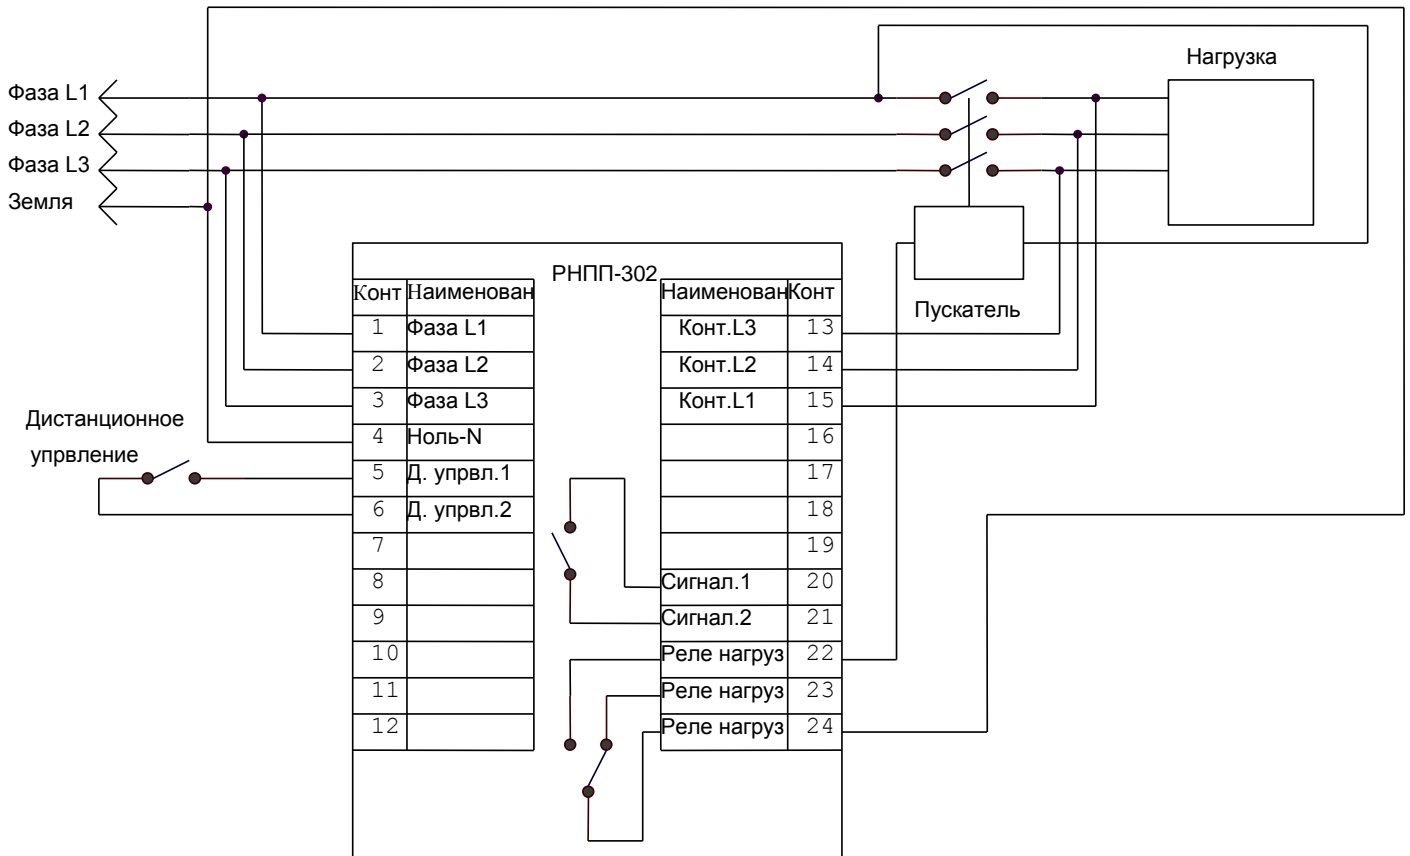 Нагрузка
Фаза L1
Фаза L2
Фаза L3
Земля
РНПП-302
Конт Наименован
Наименован Конт
Пускатель
1 Фаза L1
Конт.L3 13
2 Фаза L2
Конт.L2 14
3 Фаза L3
Конт.L1 15
Дистанционное
упрвление
4 Ноль-N
16
5 Д. упрвл.1
17
6 Д. упрвл.2
18
7
19
8
Сигнал.1 20
9
Сигнал.2 21
10
Реле нагруз 22
11
Реле нагруз 23
12
Реле нагруз 24